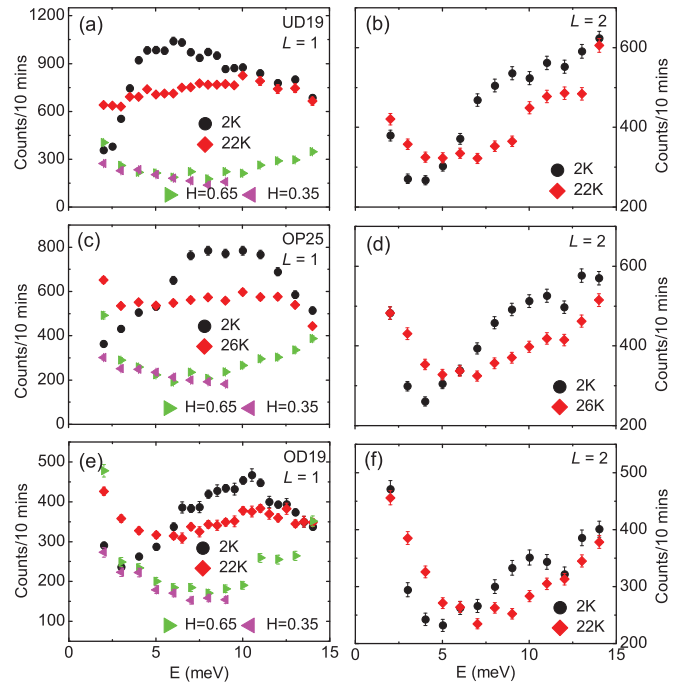 (a)
UD19
L = 1
Counts/10 mins
1200
900
600
300
0
2K
22K
H=0.65
H=0.35
(b)
L = 2
Counts/10 mins
600
400
200
2K
22K
(c)
OP25
L = 1
Counts/10 mins
800
600
400
200
0
2K
26K
H=0.65
H=0.35
(d)
L = 2
Counts/10 mins
600
500
400
300
200
2K
26K
(e)
OD19
L = 1
Counts/10 mins
500
400
300
200
100
2K
22K
H=0.65
H=0.35
0
5
10
15
E (meV)
(f)
L = 2
Counts/10 mins
500
400
300
200
2K
22K
0
5
10
15
E (meV)